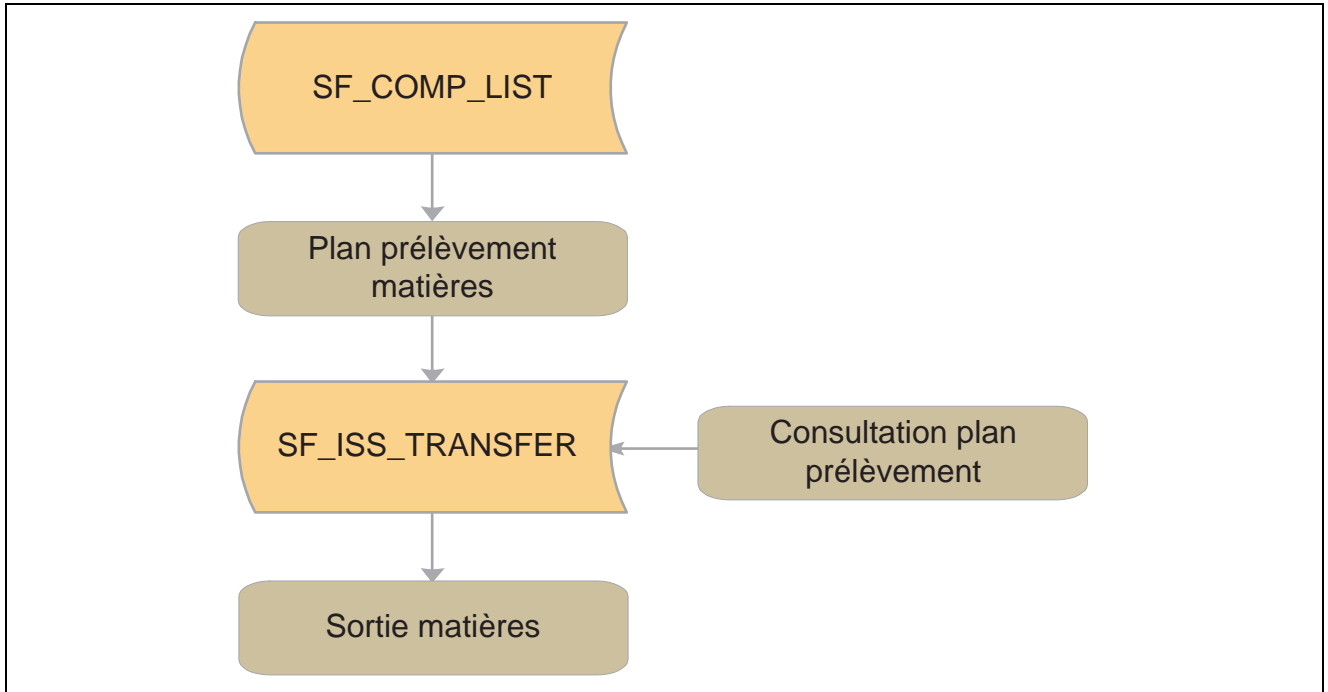 SF_COMP_LIST
Plan prélèvement
matières
SF_ISS_TRANSFER
Consultation plan
prélèvement
Sortie matières